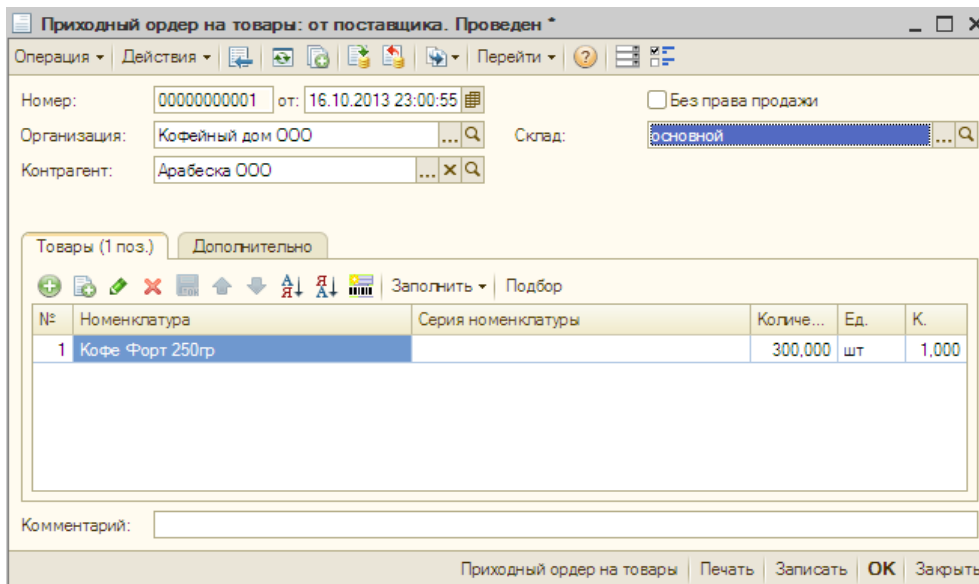 Приходный ордер на товары: от поставщика. Проведен *
Операция Действия Перейти
Номер: 00000000001 от: 16.10.2013 23:00:55 Без права продажи
Организация: Кофейный дом ООО ... Склад: основной ...
Контрагент: Арабеска ООО ...
Товары (1 поз.) Дополнительно
Заполнить Подбор
№ Номенклатура Серия номенклатуры Количе... Ед. К.
1 Кофе Форт 250гр 300,000 шт 1,000
Комментарий:
Приходный ордер на товары Печать Записать OK Закрыть